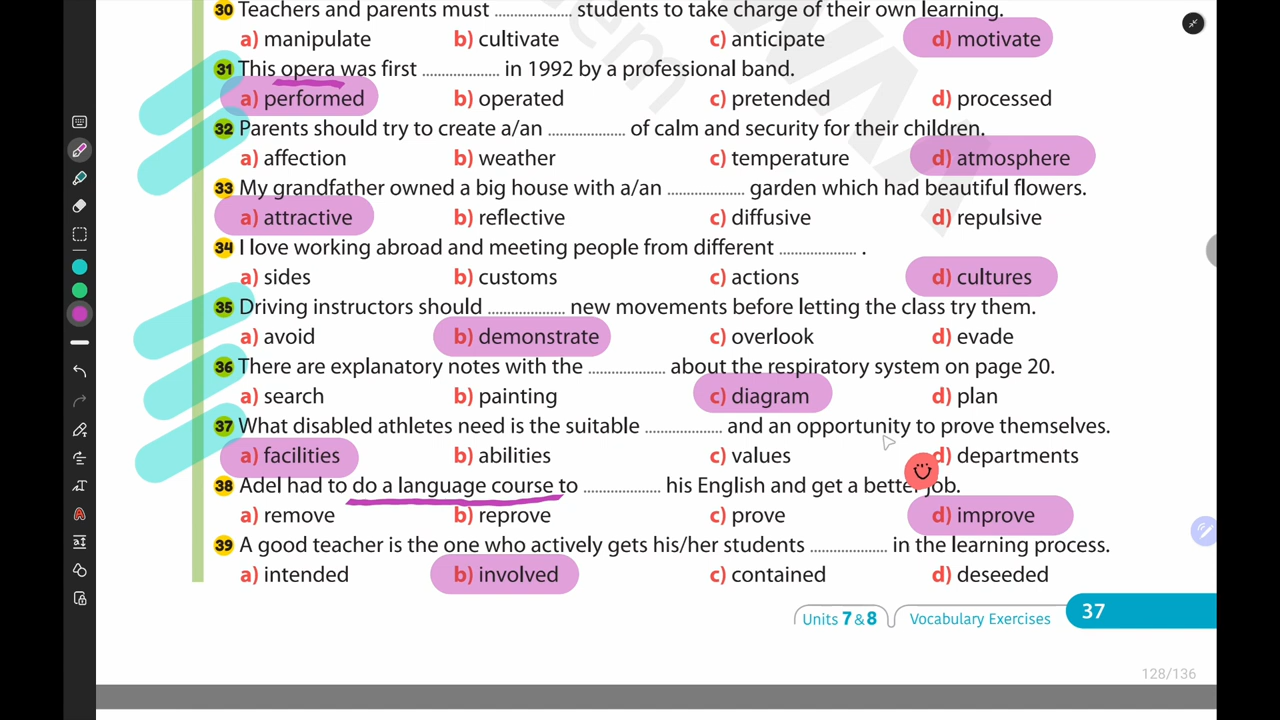 30 Teachers and parents must ................... students to take charge of their own learning.
a) manipulate b) cultivate c) anticipate d) motivate
31 This opera was first ................... in 1992 by a professional band.
a) performed b) operated c) pretended d) processed
32 Parents should try to create a/an ................... of calm and security for their children.
a) affection b) weather c) temperature d) atmosphere
33 My grandfather owned a big house with a/an ................... garden which had beautiful flowers.
a) attractive b) reflective c) diffusive d) repulsive
34 I love working abroad and meeting people from different ................... .
a) sides b) customs c) actions d) cultures
35 Driving instructors should ................... new movements before letting the class try them.
a) avoid b) demonstrate c) overlook d) evade
36 There are explanatory notes with the ................... about the respiratory system on page 20.
a) search b) painting c) diagram d) plan
37 What disabled athletes need is the suitable ................... and an opportunity to prove themselves.
a) facilities b) abilities c) values d) departments
38 Adel had to do a language course to ................... his English and get a better job.
a) remove b) reprove c) prove d) improve
39 A good teacher is the one who actively gets his/her students ................... in the learning process.
a) intended b) involved c) contained d) deseeded
Units 7 & 8 Vocabulary Exercises 37
128/136